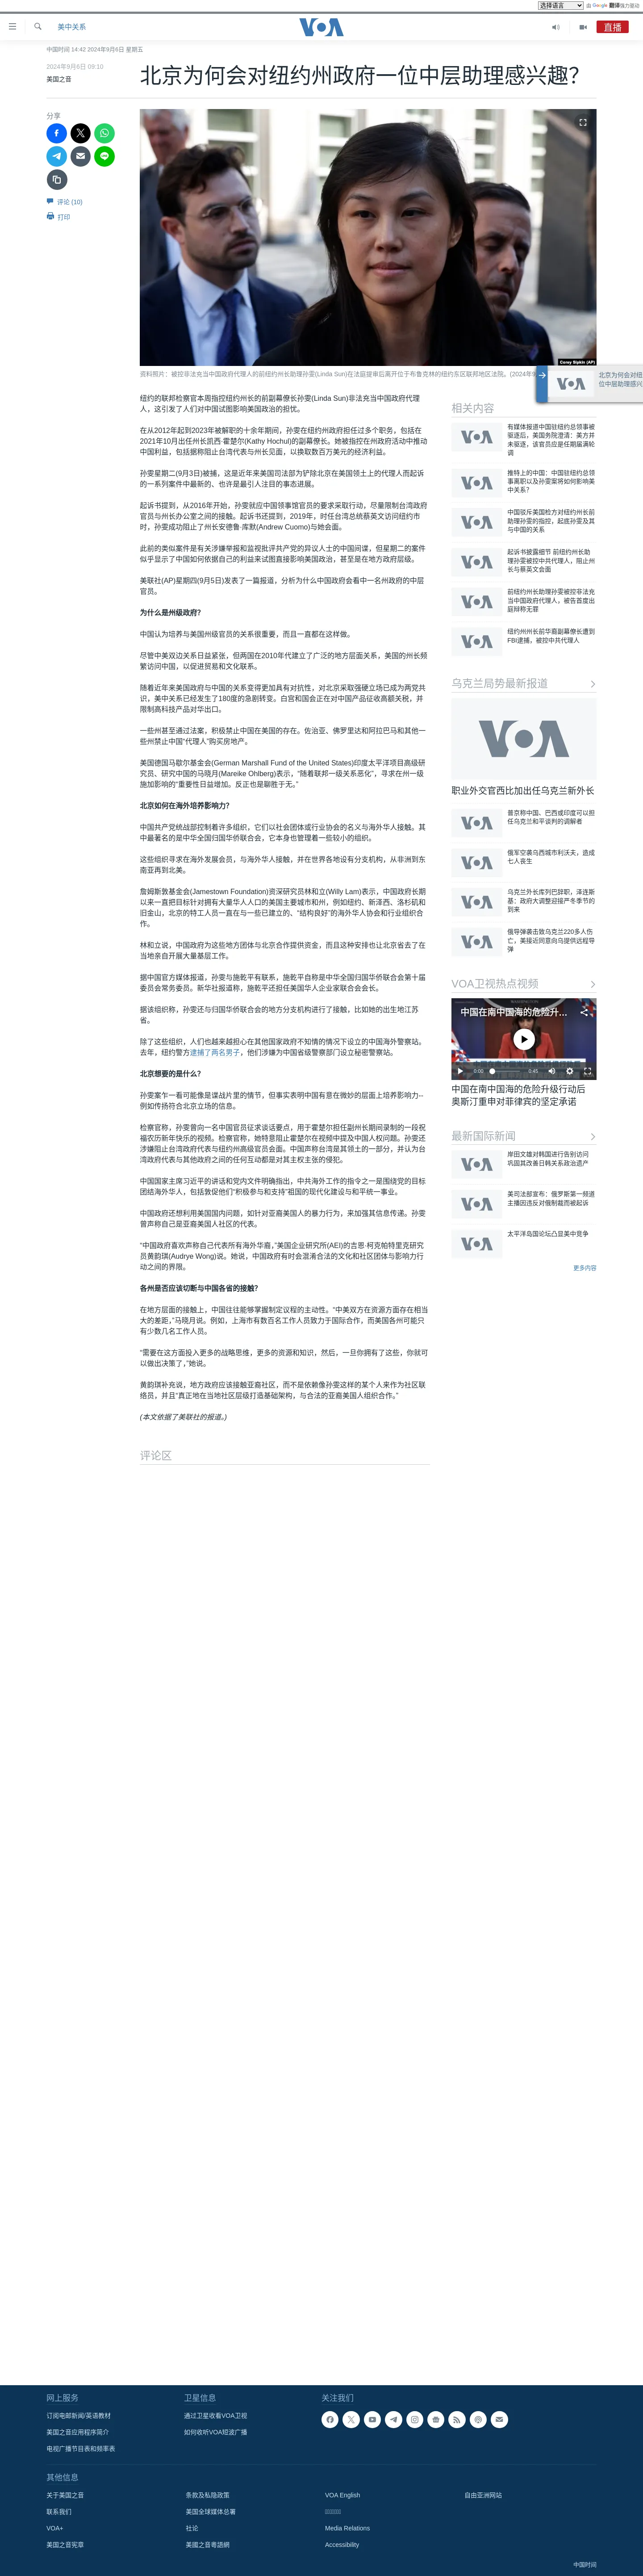 选择语言
由 Google 翻译强力驱动
美中关系
VOA
直播
中国时间 14:42 2024年9月6日 星期五
2024年9月6日 09:10
美国之音
北京为何会对纽约州政府一位中层助理感兴趣？
分享
评论 (10)
打印
Corey Sipkin (AP)
资料照片：被控非法充当中国政府代理人的前纽约州长助理孙雯(Linda Sun)在法庭提审后离开位于布鲁克林的纽约东区联邦地区法院。(2024年9
北京为何会对纽
位中层助理感兴
纽约的联邦检察官本周指控纽约州长的前副幕僚长孙雯(Linda Sun)非法充当中国政府代理人，这引发了人们对中国试图影响美国政治的担忧。
在从2012年起到2023年被解职的十余年期间，孙雯在纽约州政府担任过多个职务，包括在2021年10月出任州长凯西·霍楚尔(Kathy Hochul)的副幕僚长。她被指控在州政府活动中推动中国利益，包括据称阻止台湾代表与州长见面，以换取数百万美元的经济利益。
孙雯星期二(9月3日)被捕，这是近年来美国司法部为铲除北京在美国领土上的代理人而起诉的一系列案件中最新的、也许是最引人注目的事态进展。
起诉书提到，从2016年开始，孙雯就应中国领事馆官员的要求采取行动，尽量限制台湾政府官员与州长办公室之间的接触。起诉书还提到，2019年，时任台湾总统蔡英文访问纽约市时，孙雯成功阻止了州长安德鲁·库默(Andrew Cuomo)与她会面。
此前的类似案件是有关涉嫌举报和监视批评共产党的异议人士的中国间谍，但星期二的案件似乎显示了中国如何依据自己的利益来试图直接影响美国政治，甚至是在地方政府层级。
美联社(AP)星期四(9月5日)发表了一篇报道，分析为什么中国政府会看中一名州政府的中层官员。
为什么是州级政府？
中国认为培养与美国州级官员的关系很重要，而且一直都在这样做。
尽管中美双边关系日益紧张，但两国在2010年代建立了广泛的地方层面关系，美国的州长频繁访问中国，以促进贸易和文化联系。
随着近年来美国政府与中国的关系变得更加具有对抗性，对北京采取强硬立场已成为两党共识，美中关系已经发生了180度的急剧转变。白宫和国会正在对中国产品征收高额关税，并限制高科技产品对华出口。
一些州甚至通过法案，积极禁止中国在美国的存在。佐治亚、佛罗里达和阿拉巴马和其他一些州禁止中国“代理人”购买房地产。
美国德国马歇尔基金会(German Marshall Fund of the United States)印度太平洋项目高级研究员、研究中国的马晓月(Mareike Ohlberg)表示，“随着联邦一级关系恶化”，寻求在州一级施加影响的“重要性日益增加。反正也是聊胜于无。”
北京如何在海外培养影响力？
中国共产党统战部控制着许多组织，它们以社会团体或行业协会的名义与海外华人接触。其中最著名的是中华全国归国华侨联合会，它本身也管理着一些较小的组织。
这些组织寻求在海外发展会员，与海外华人接触，并在世界各地设有分支机构，从非洲到东南亚再到北美。
詹姆斯敦基金会(Jamestown Foundation)资深研究员林和立(Willy Lam)表示，中国政府长期以来一直把目标针对拥有大量华人人口的美国主要城市和州，例如纽约、新泽西、洛杉矶和旧金山，北京的特工人员一直在与一些已建立的、“结构良好”的海外华人协会和行业组织合作。
林和立说，中国政府为这些地方团体与北京合作提供资金，而且这种安排也让北京省去了在当地亲自开展大量基层工作。
据中国官方媒体报道，孙雯与施乾平有联系，施乾平自称是中华全国归国华侨联合会第十届委员会常务委员。新华社报道称，施乾平还担任美国华人企业家联合会会长。
据该组织称，孙雯还与归国华侨联合会的地方分支机构进行了接触，比如她的出生地江苏省。
除了这些组织，人们也越来越担心在其他国家政府不知情的情况下设立的中国海外警察站。去年，纽约警方逮捕了两名男子，他们涉嫌为中国省级警察部门设立秘密警察站。
北京想要的是什么？
孙雯案乍一看可能像是谍战片里的情节，但事实表明中国有意在微妙的层面上培养影响力--例如传扬符合北京立场的信息。
检察官称，孙雯曾向一名中国官员征求谈话要点，用于霍楚尔担任副州长期间录制的一段祝福农历新年快乐的视频。检察官称，她特意阻止霍楚尔在视频中提及中国人权问题。孙雯还涉嫌阻止台湾政府代表与纽约州高级官员会面。中国声称台湾是其领土的一部分，并认为台湾政府代表与其他政府之间的任何互动都是对其主权的侵犯。
中国国家主席习近平的讲话和党内文件明确指出，中共海外工作的指令之一是围绕党的目标团结海外华人，包括敦促他们“积极参与和支持”祖国的现代化建设与和平统一事业。
中国政府还想利用美国国内问题，如针对亚裔美国人的暴力行为，来加强其信息传递。孙雯曾声称自己是亚裔美国人社区的代表。
“中国政府喜欢声称自己代表所有海外华裔，”美国企业研究所(AEI)的吉恩·柯克帕特里克研究员黄韵琪(Audrye Wong)说。她说，中国政府有时会混淆合法的文化和社区团体与影响力行动之间的界限。
各州是否应该切断与中国各省的接触？
在地方层面的接触上，中国往往能够掌握制定议程的主动性。“中美双方在资源方面存在相当大的差距，”马晓月说。例如，上海市有数百名工作人员致力于国际合作，而美国各州可能只有少数几名工作人员。
“需要在这方面投入更多的战略思维，更多的资源和知识，然后，一旦你拥有了这些，你就可以做出决策了，”她说。
黄韵琪补充说，地方政府应该接触亚裔社区，而不是依赖像孙雯这样的某个人来作为社区联络员，并且“真正地在当地社区层级打造基础架构，与合法的亚裔美国人组织合作。”
(本文依据了美联社的报道。)
评论区
相关内容
有媒体报道中国驻纽约总领事被驱逐后，美国务院澄清：美方并未驱逐，该官员应是任期届满轮调
推特上的中国：中国驻纽约总领事离职以及孙雯案将如何影响美中关系？
中国驳斥美国检方对纽约州长前助理孙雯的指控，起底孙雯及其与中国的关系
起诉书披露细节 前纽约州长助理孙雯被控中共代理人，阻止州长与蔡英文会面
前纽约州长助理孙雯被控非法充当中国政府代理人，被告首度出庭辩称无罪
纽约州州长前华裔副幕僚长遭到FBI逮捕，被控中共代理人
乌克兰局势最新报道
VOA
职业外交官西比加出任乌克兰新外长
普京称中国、巴西或印度可以担任乌克兰和平谈判的调解者
俄军空袭乌西城市利沃夫，造成七人丧生
乌克兰外长库列巴辞职，泽连斯基：政府大调整迎接严冬季节的到来
俄导弹袭击致乌克兰220多人伤亡，美接近同意向乌提供远程导弹
VOA卫视热点视频
中国在南中国海的危险升...
0:00
0:45
中国在南中国海的危险升级行动后 奥斯汀重申对菲律宾的坚定承诺
最新国际新闻
岸田文雄对韩国进行告别访问 巩固其改善日韩关系政治遗产
美司法部宣布：俄罗斯第一频道主播因违反对俄制裁而被起诉
太平洋岛国论坛凸显美中竞争
更多内容
网上服务
订阅电邮新闻/英语教材
美国之音应用程序简介
电视广播节目表和频率表
卫星信息
通过卫星收看VOA卫视
如何收听VOA短波广播
关注我们
其他信息
关于美国之音
条款及私隐政策
VOA English
自由亚洲网站
联系我们
美国全球媒体总署
VOA+
社论
Media Relations
美国之音宪章
美國之音粵語網
Accessibility
中国时间